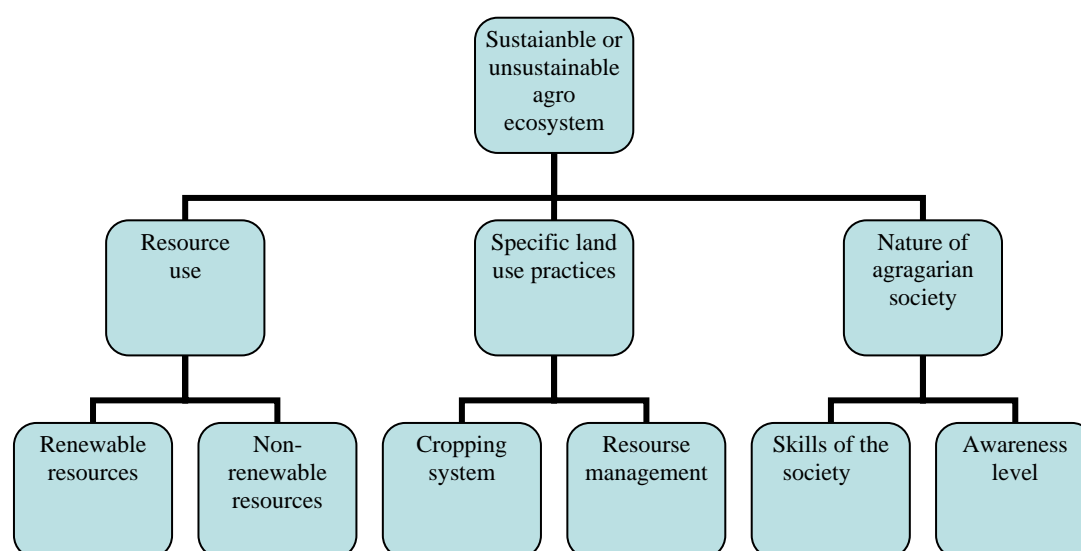 Sustaianble or
unsustainable
agro
ecosystem
Resource
use
Specific land
use practices
Nature of
agragarian
society
Renewable
resources
Non-
renewable
resources
Cropping
system
Resourse
management
Skills of the
society
Awareness
level